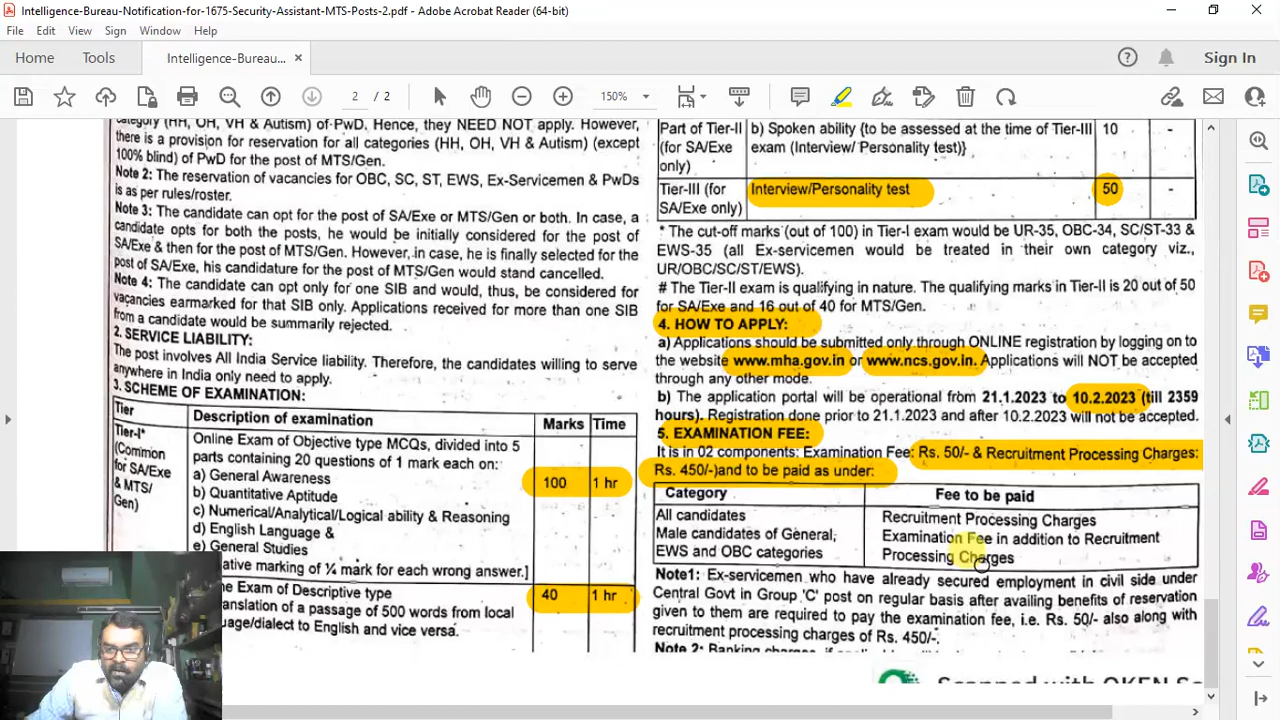 Intelligence-Bureau-Notification-for-1675-Security-Assistant-MTS-Posts-2.pdf - Adobe Acrobat Reader (64-bit)
File Edit View Sign Window Help
Home Tools Intelligence-Bureau... × Sign In
2 / 2 150%
category (HH, OH, VH & Autism) of PwD. Hence, they NEED NOT apply. However,
there is a provision for reservation for all categories (HH, OH, VH & Autism) (except
100% blind) of PwD for the post of MTS/Gen.
Note 2: The reservation of vacancies for OBC, SC, ST, EWS, Ex-Servicemen & PwDs
is as per rules/roster.
Note 3: The candidate can opt for the post of SA/Exe or MTS/Gen or both. In case, a
candidate opts for both the posts, he would be initially considered for the post of
SA/Exe & then for the post of MTS/Gen. However, in case, he is finally selected for the
post of SA/Exe, his candidature for the post of MTS/Gen would stand cancelled.
Note 4: The candidate can opt only for one SIB and would, thus, be considered for
vacancies earmarked for that SIB only. Applications received for more than one SIB
from a candidate would be summarily rejected.
2. SERVICE LIABILITY:
The post involves All India Service liability. Therefore, the candidates willing to serve
anywhere in India only need to apply.
3. SCHEME OF EXAMINATION:
Tier Description of examination Marks Time
Tier-I* (Common for SA/Exe & MTS/ Gen)
Online Exam of Objective type MCQs, divided into 5
parts containing 20 questions of 1 mark each on:
a) General Awareness 100 1 hr
b) Quantitative Aptitude
c) Numerical/Analytical/Logical ability & Reasoning
d) English Language &
e) General Studies
ative marking of ¼ mark for each wrong answer.]
ne Exam of Descriptive type 40 1 hr
anslation of a passage of 500 words from local
uage/dialect to English and vice versa.
Part of Tier-II (for SA/Exe only)
b) Spoken ability {to be assessed at the time of Tier-III 10 -
exam (Interview/ Personality test)}
Tier-III (for SA/Exe only) Interview/Personality test 50 -
* The cut-off marks (out of 100) in Tier-I exam would be UR-35, OBC-34, SC/ST-33 &
EWS-35 (all Ex-servicemen would be treated in their own category viz.,
UR/OBC/SC/ST/EWS).
# The Tier-II exam is qualifying in nature. The qualifying marks in Tier-II is 20 out of 50
for SA/Exe and 16 out of 40 for MTS/Gen.
4. HOW TO APPLY:
a) Applications should be submitted only through ONLINE registration by logging on to
the website www.mha.gov.in or www.ncs.gov.in. Applications will NOT be accepted
through any other mode.
b) The application portal will be operational from 21.1.2023 to 10.2.2023 (till 2359
hours). Registration done prior to 21.1.2023 and after 10.2.2023 will not be accepted.
5. EXAMINATION FEE:
It is in 02 components: Examination Fee: Rs. 50/- & Recruitment Processing Charges:
Rs. 450/-)and to be paid as under:
Category Fee to be paid
All candidates Recruitment Processing Charges
Male candidates of General, Examination Fee in addition to Recruitment
EWS and OBC categories Processing Charges
Note1: Ex-servicemen who have already secured employment in civil side under
Central Govt in Group 'C' post on regular basis after availing benefits of reservation
given to them are required to pay the examination fee, i.e. Rs. 50/- also along with
recruitment processing charges of Rs. 450/-.
Note 2: Banking charges, if applicable
Scanned with OKEN Sc